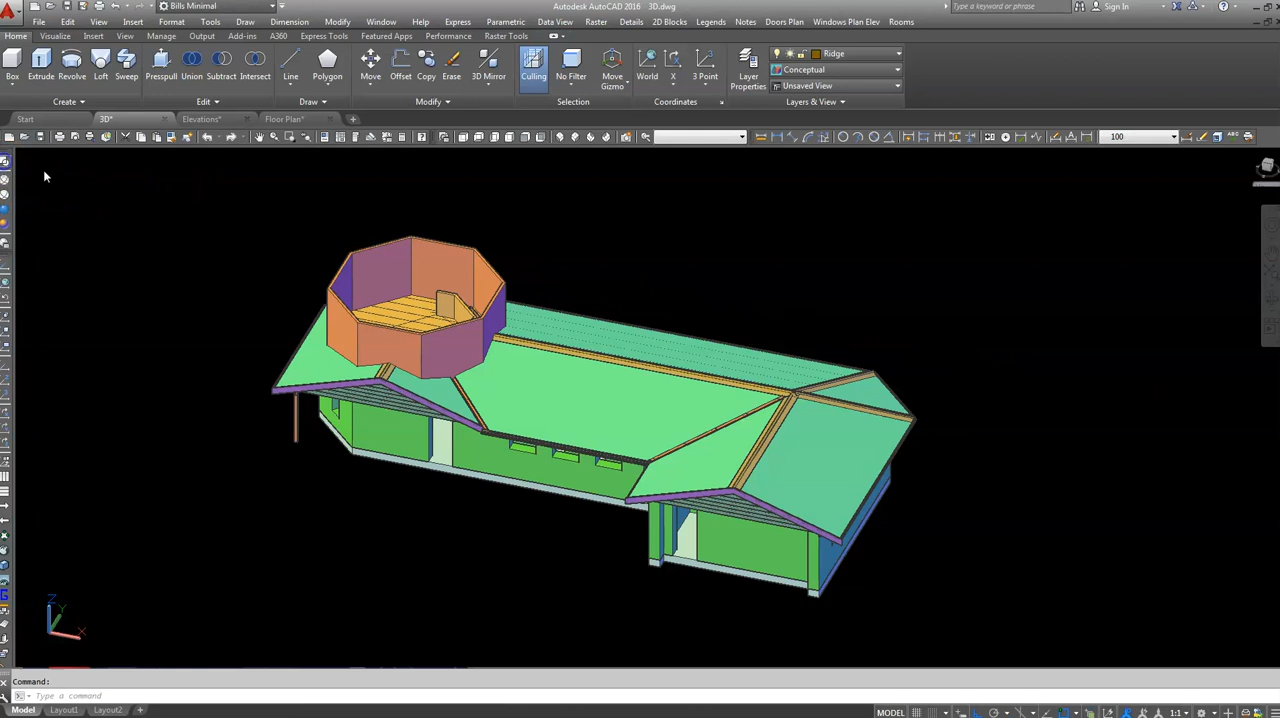 Bills Minimal
Autodesk AutoCAD 2016 3D.dwg
Type a keyword or phrase
Sign In
File Edit View Insert Format Tools Draw Dimension Modify Window Help Express Parametric Data View Raster Details 2D Blocks Legends Notes Doors Plan Windows Plan Elev Rooms
Home Visualize Insert View Manage Output Add-ins A360 Express Tools Featured Apps Performance Raster Tools
Ridge
Conceptual
Unsaved View
Box Extrude Revolve Loft Sweep Presspull Union Subtract Intersect Line Polygon Move Offset Copy Erase 3D Mirror Culling No Filter Move Gizmo World X 3 Point Layer Properties
Create Edit Draw Modify Selection Coordinates Layers & View
Start 3D* Elevations* Floor Plan*
100
Z
Y
X
Command:
Type a command
Model Layout1 Layout2
MODEL 1:1